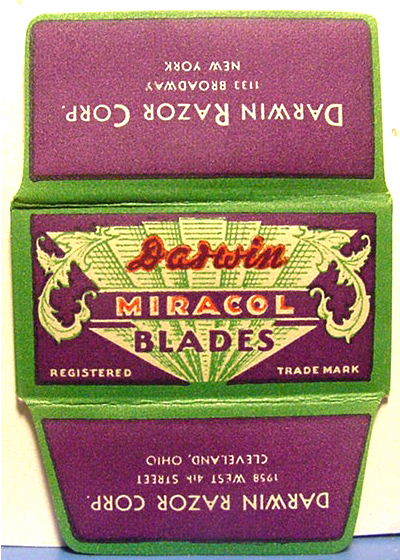 DARWIN RAZOR CORP.
1133 BROADWAY
NEW YORK
Darwin
MIRACOL
BLADES
REGISTERED TRADE MARK
DARWIN RAZOR CORP.
1958 WEST 4th STREET
CLEVELAND, OHIO